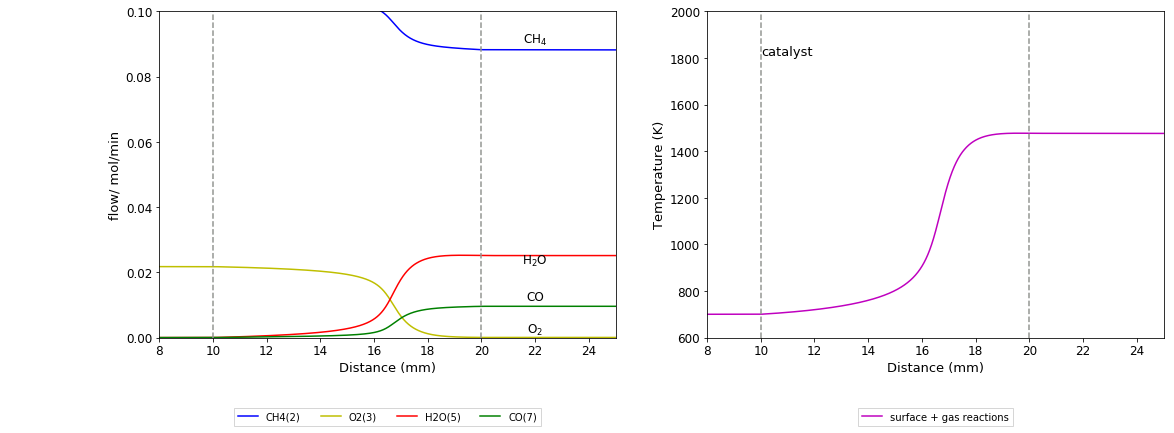 flow/ mol/min
0.10
0.08
0.06
0.04
0.02
0.00
CH₄
H₂O
CO
O₂
8 10 12 14 16 18 20 22 24
Distance (mm)
CH4(2) O2(3) H2O(5) CO(7)
Temperature (K)
2000
1800
1600
1400
1200
1000
800
600
catalyst
8 10 12 14 16 18 20 22 24
Distance (mm)
surface + gas reactions